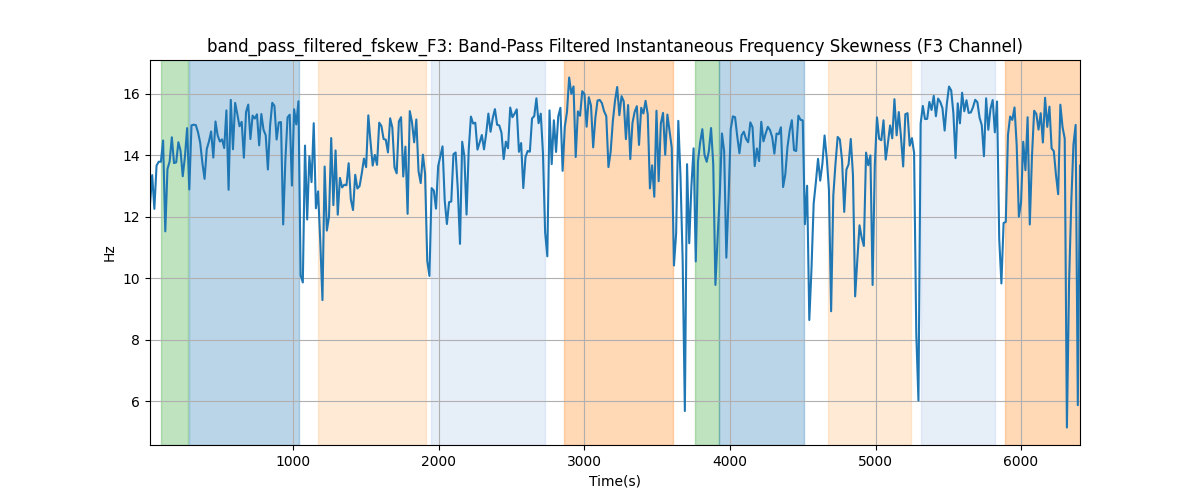 band_pass_filtered_fskew_F3: Band-Pass Filtered Instantaneous Frequency Skewness (F3 Channel)
16
14
12
10
8
6
Hz
1000 2000 3000 4000 5000 6000
Time(s)